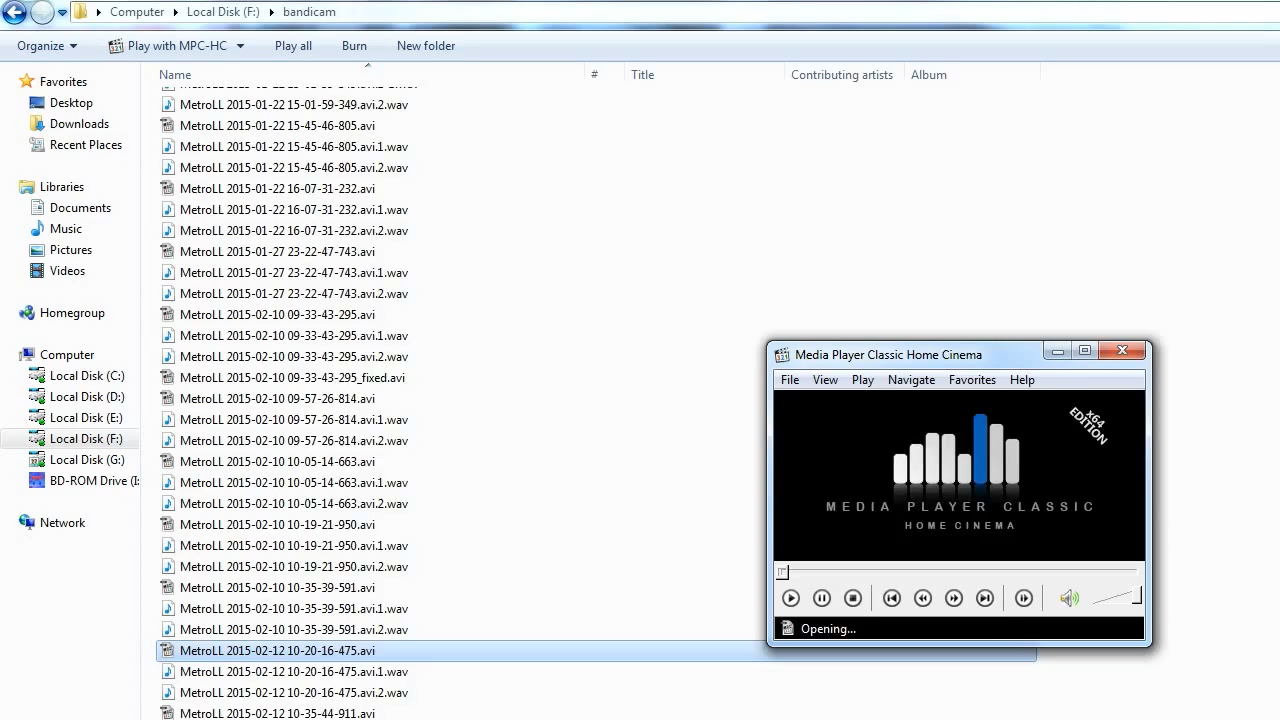 Computer Local Disk (F:) bandicam
Organize Play with MPC-HC Play all Burn New folder
Name # Title Contributing artists Album
Favorites
Desktop
Downloads
Recent Places
Libraries
Documents
Music
Pictures
Videos
Homegroup
Computer
Local Disk (C:)
Local Disk (D:)
Local Disk (E:)
Local Disk (F:)
Local Disk (G:)
BD-ROM Drive (I:
Network
MetroLL 2015-01-22 15-01-59-349.avi.2.wav
MetroLL 2015-01-22 15-45-46-805.avi
MetroLL 2015-01-22 15-45-46-805.avi.1.wav
MetroLL 2015-01-22 15-45-46-805.avi.2.wav
MetroLL 2015-01-22 16-07-31-232.avi
MetroLL 2015-01-22 16-07-31-232.avi.1.wav
MetroLL 2015-01-22 16-07-31-232.avi.2.wav
MetroLL 2015-01-27 23-22-47-743.avi
MetroLL 2015-01-27 23-22-47-743.avi.1.wav
MetroLL 2015-01-27 23-22-47-743.avi.2.wav
MetroLL 2015-02-10 09-33-43-295.avi
MetroLL 2015-02-10 09-33-43-295.avi.1.wav
MetroLL 2015-02-10 09-33-43-295.avi.2.wav
MetroLL 2015-02-10 09-33-43-295_fixed.avi
MetroLL 2015-02-10 09-57-26-814.avi
MetroLL 2015-02-10 09-57-26-814.avi.1.wav
MetroLL 2015-02-10 09-57-26-814.avi.2.wav
MetroLL 2015-02-10 10-05-14-663.avi
MetroLL 2015-02-10 10-05-14-663.avi.1.wav
MetroLL 2015-02-10 10-05-14-663.avi.2.wav
MetroLL 2015-02-10 10-19-21-950.avi
MetroLL 2015-02-10 10-19-21-950.avi.1.wav
MetroLL 2015-02-10 10-19-21-950.avi.2.wav
MetroLL 2015-02-10 10-35-39-591.avi
MetroLL 2015-02-10 10-35-39-591.avi.1.wav
MetroLL 2015-02-10 10-35-39-591.avi.2.wav
MetroLL 2015-02-12 10-20-16-475.avi
MetroLL 2015-02-12 10-20-16-475.avi.1.wav
MetroLL 2015-02-12 10-20-16-475.avi.2.wav
MetroLL 2015-02-12 10-35-44-911.avi
Media Player Classic Home Cinema
File View Play Navigate Favorites Help
x64
EDITION
MEDIA PLAYER CLASSIC
HOME CINEMA
Opening...